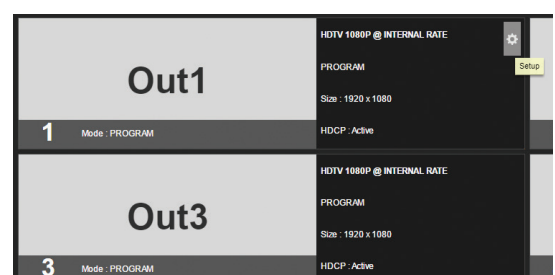 Out1
1 Mode : PROGRAM
HDTV 1080P @ INTERNAL RATE
PROGRAM
Size : 1920 x 1080
HDCP : Active
Setup
Out3
3 Mode : PROGRAM
HDTV 1080P @ INTERNAL RATE
PROGRAM
Size : 1920 x 1080
HDCP : Active